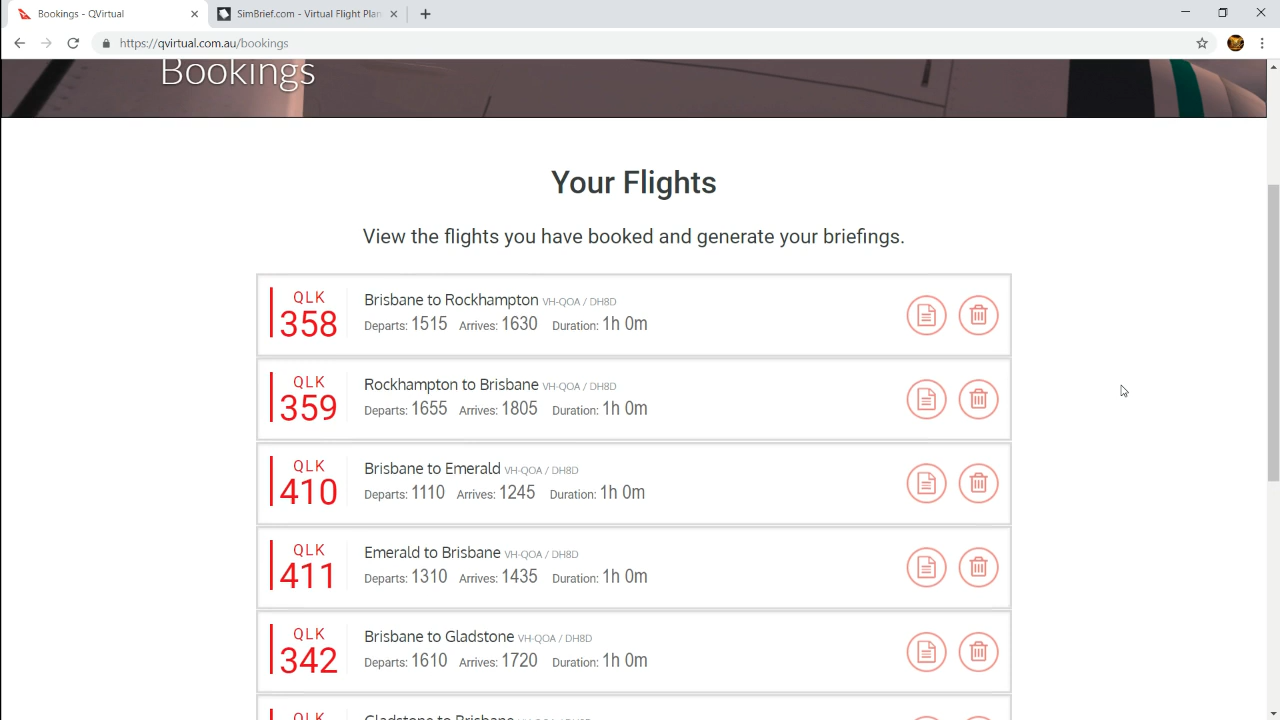 Bookings - QVirtual
SimBrief.com - Virtual Flight Plan
https://qvirtual.com.au/bookings
Bookings
Your Flights
View the flights you have booked and generate your briefings.
QLK
358
Brisbane to Rockhampton VH-QOA / DH8D
Departs: 1515 Arrives: 1630 Duration: 1h 0m
QLK
359
Rockhampton to Brisbane VH-QOA / DH8D
Departs: 1655 Arrives: 1805 Duration: 1h 0m
QLK
410
Brisbane to Emerald VH-QOA / DH8D
Departs: 1110 Arrives: 1245 Duration: 1h 0m
QLK
411
Emerald to Brisbane VH-QOA / DH8D
Departs: 1310 Arrives: 1435 Duration: 1h 0m
QLK
342
Brisbane to Gladstone VH-QOA / DH8D
Departs: 1610 Arrives: 1720 Duration: 1h 0m
QLK
Gladstone to Brisbane VH-QOA / DH8D